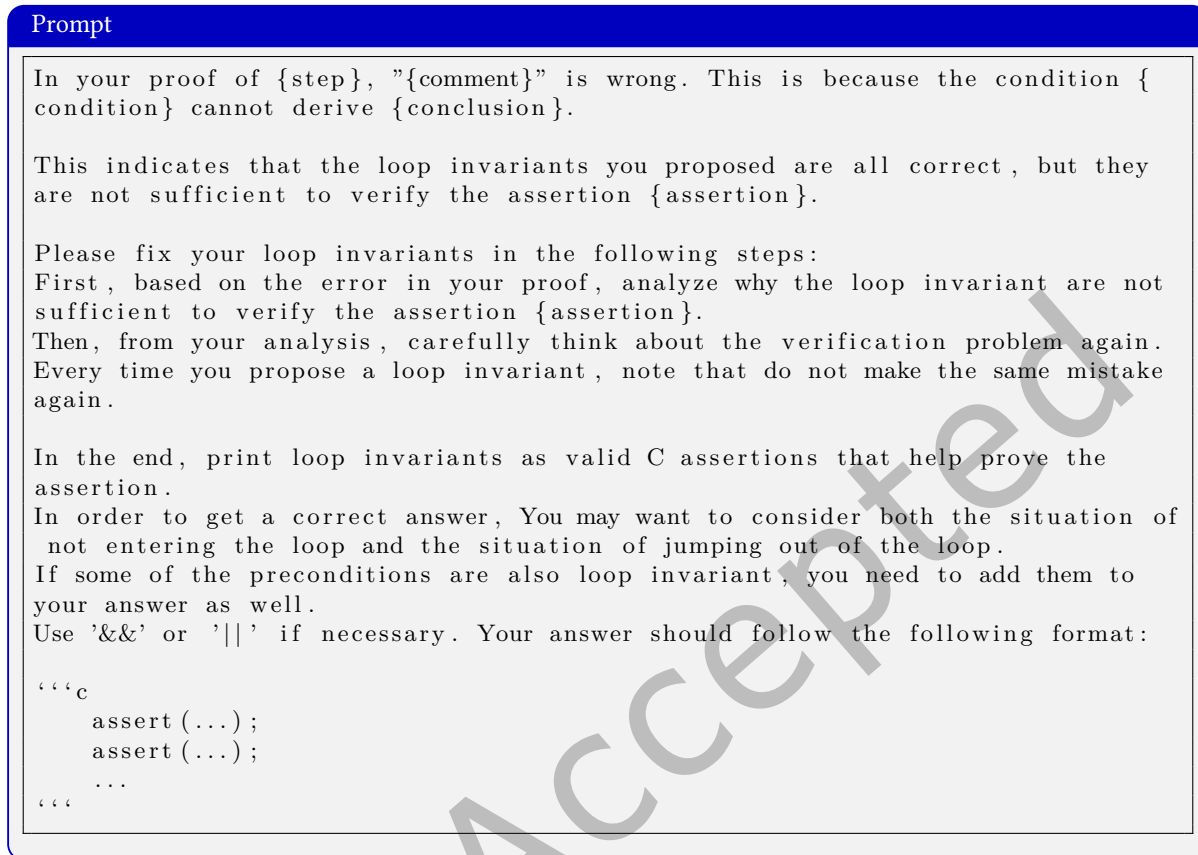 Prompt
In your proof of {step}, "{comment}" is wrong. This is because the condition {
condition} cannot derive {conclusion}.
This indicates that the loop invariants you proposed are all correct, but they
are not sufficient to verify the assertion {assertion}.
Please fix your loop invariants in the following steps:
First, based on the error in your proof, analyze why the loop invariant are not
sufficient to verify the assertion {assertion}.
Then, from your analysis, carefully think about the verification problem again.
Every time you propose a loop invariant, note that do not make the same mistake
again.
In the end, print loop invariants as valid C assertions that help prove the
assertion.
In order to get a correct answer, You may want to consider both the situation of
not entering the loop and the situation of jumping out of the loop.
If some of the preconditions are also loop invariant, you need to add them to
your answer as well.
Use '&&' or '||' if necessary. Your answer should follow the following format:
‘‘‘c
assert(...);
assert(...);
...
‘‘‘
Accepted